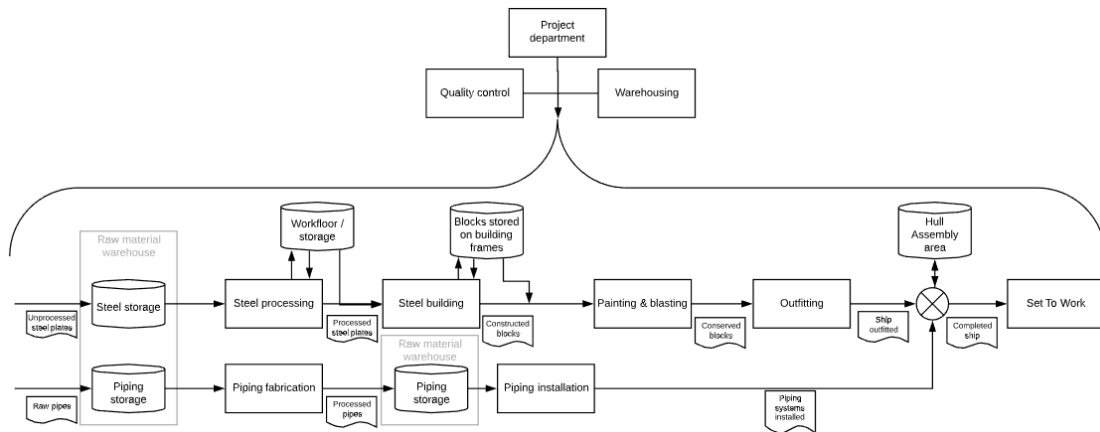 Project
department
Quality control
Warehousing
Raw material
warehouse
Workfloor /
storage
Blocks stored
on building
frames
Hull
Assembly
area
Steel storage
Steel processing
Steel building
Painting & blasting
Outfitting
Set To Work
Unprocessed
steel plates
Processed
steel plates
Constructed
blocks
Conserved
blocks
Ship
outfitted
Completed
ship
Raw material
warehouse
Piping
storage
Piping fabrication
Piping
storage
Piping installation
Raw pipes
Processed
pipes
Piping
systems
installed